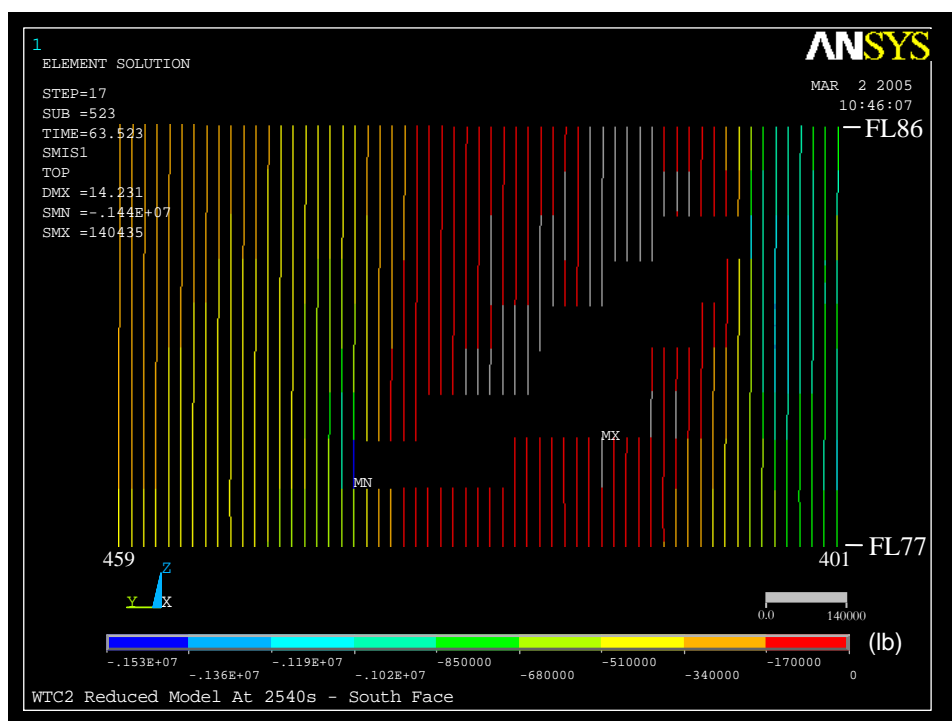 1
ANSYS
ELEMENT SOLUTION
MAR 2 2005
STEP=17
10:46:07
SUB =523
FL86
TIME=63.523
SMIS1
TOP
DMX =14.231
SMN =-.144E+07
SMX =140435
MX
MN
459
401
FL77
Z
Y X
0.0 140000
(lb)
-.153E+07 -.119E+07 -850000 -510000 -170000
-.136E+07 -.102E+07 -680000 -340000 0
WTC2 Reduced Model At 2540s - South Face